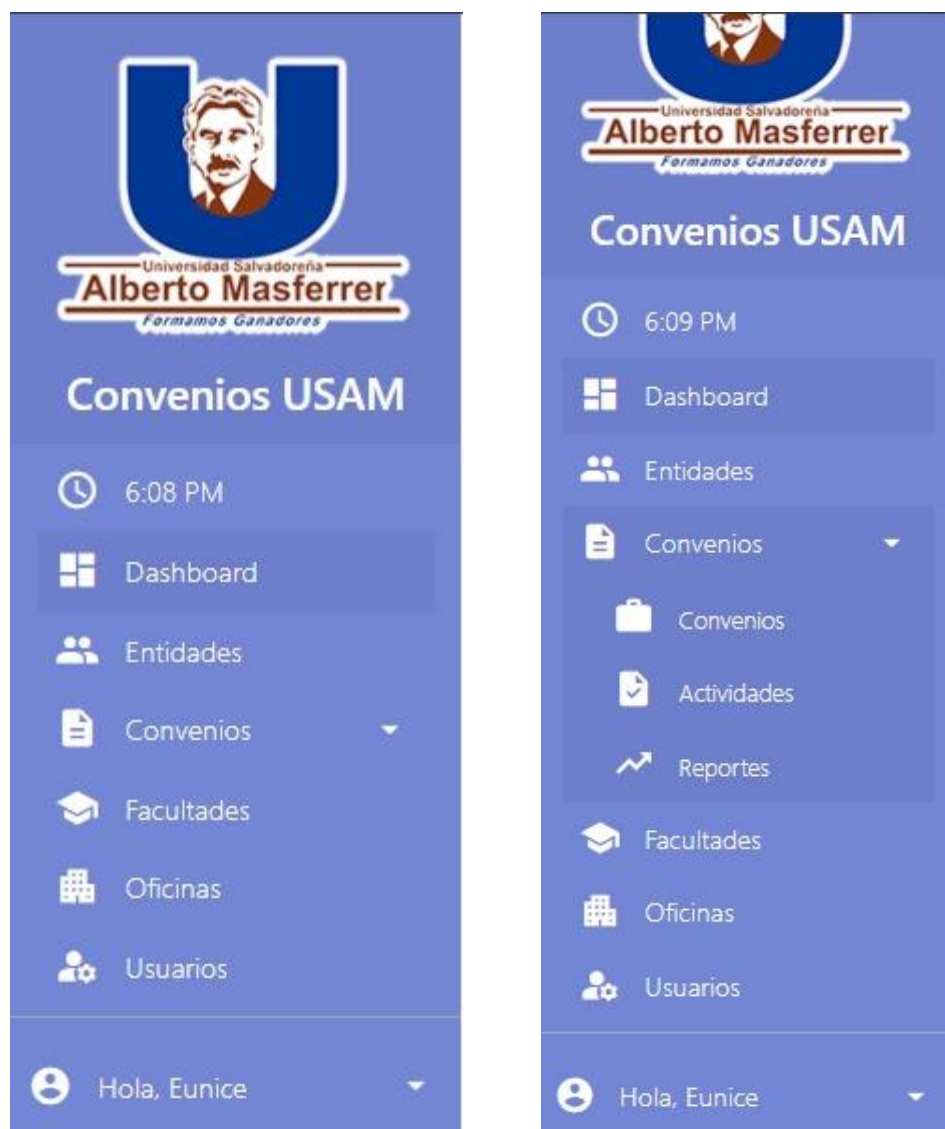 Universidad Salvadoreña
Alberto Masferrer
Formamos Ganadores
Convenios USAM
6:08 PM
Dashboard
Entidades
Convenios
Facultades
Oficinas
Usuarios
Hola, Eunice
Universidad Salvadoreña
Alberto Masferrer
Formamos Ganadores
Convenios USAM
6:09 PM
Dashboard
Entidades
Convenios
Convenios
Actividades
Reportes
Facultades
Oficinas
Usuarios
Hola, Eunice